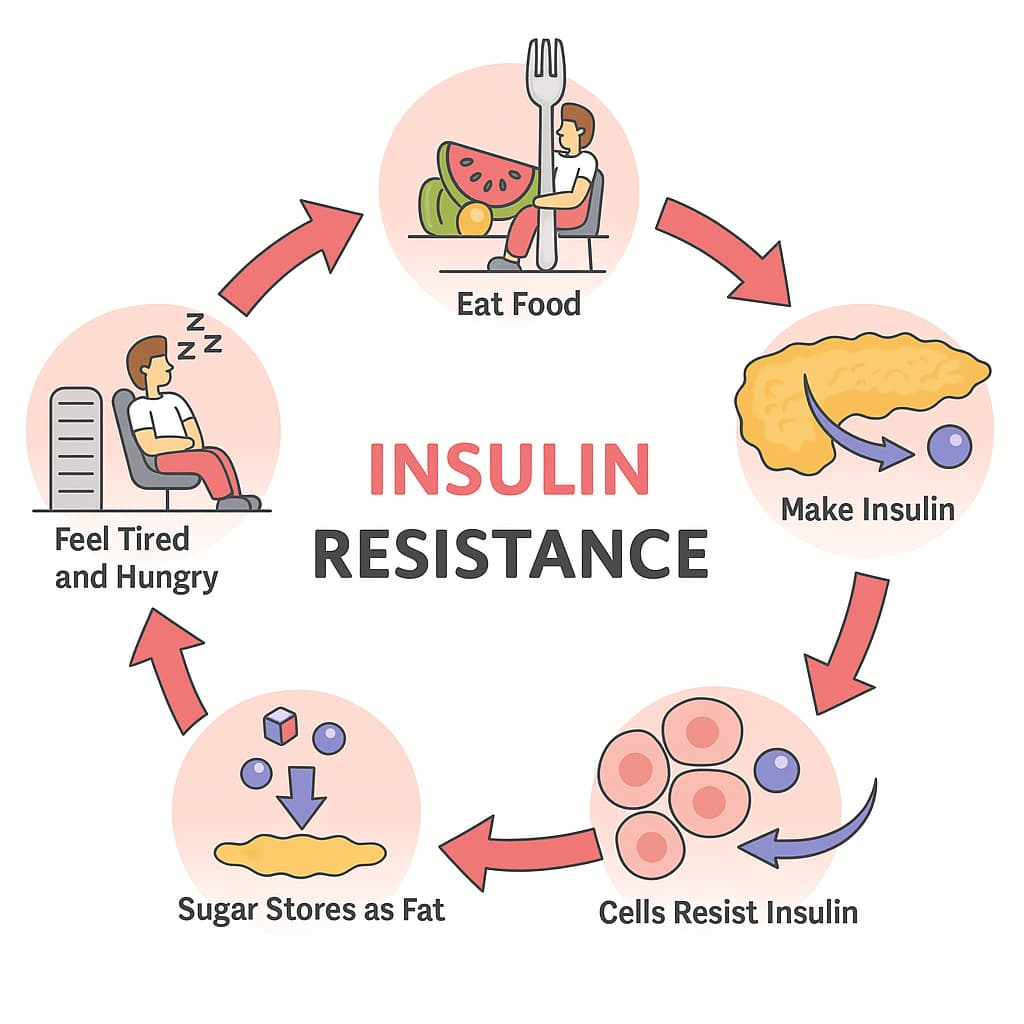 Eat Food
Make Insulin
Cells Resist Insulin
Sugar Stores as Fat
Feel Tired
and Hungry
z
z
z
INSULIN
RESISTANCE